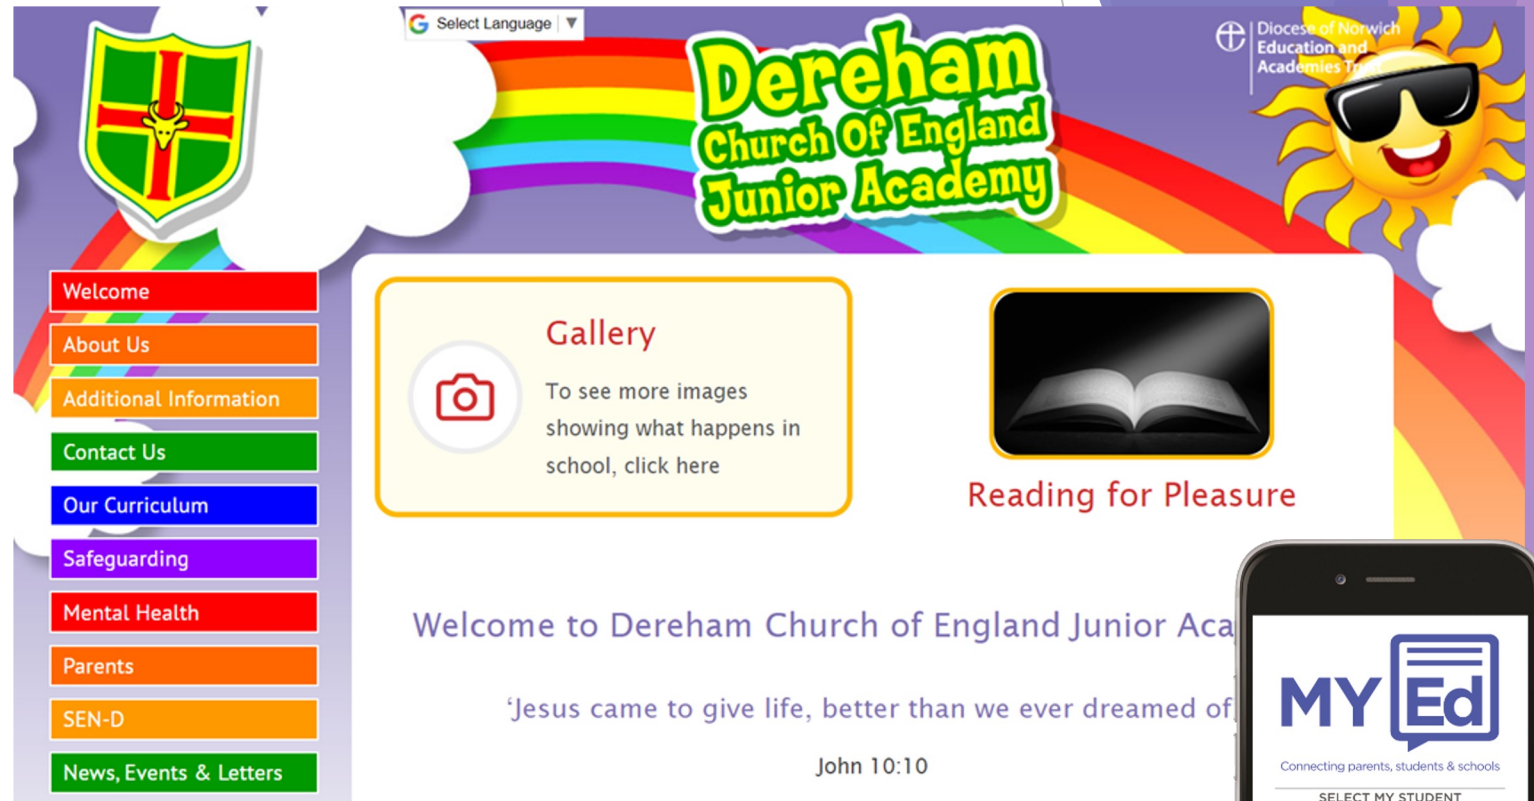 Select Language
Dereham
Church Of England
Junior Academy
Diocese of Norwich
Education and
Academies Trust
Welcome
About Us
Additional Information
Contact Us
Our Curriculum
Safeguarding
Mental Health
Parents
SEN-D
News, Events & Letters
Gallery
To see more images
showing what happens in
school, click here
Reading for Pleasure
Welcome to Dereham Church of England Junior Aca
‘Jesus came to give life, better than we ever dreamed of
John 10:10
MY Ed
Connecting parents, students & schools
SELECT MY STUDENT